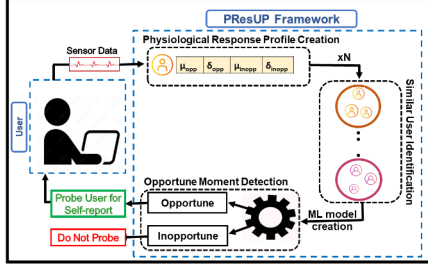 PResUP Framework
Sensor Data
Physiological Response Profile Creation
μopp δopp μinopp δinopp
xN
User
Similar User Identification
Opportune Moment Detection
ML model
creation
Probe User for
Self-report
Opportune
Do Not Probe
Inopportune